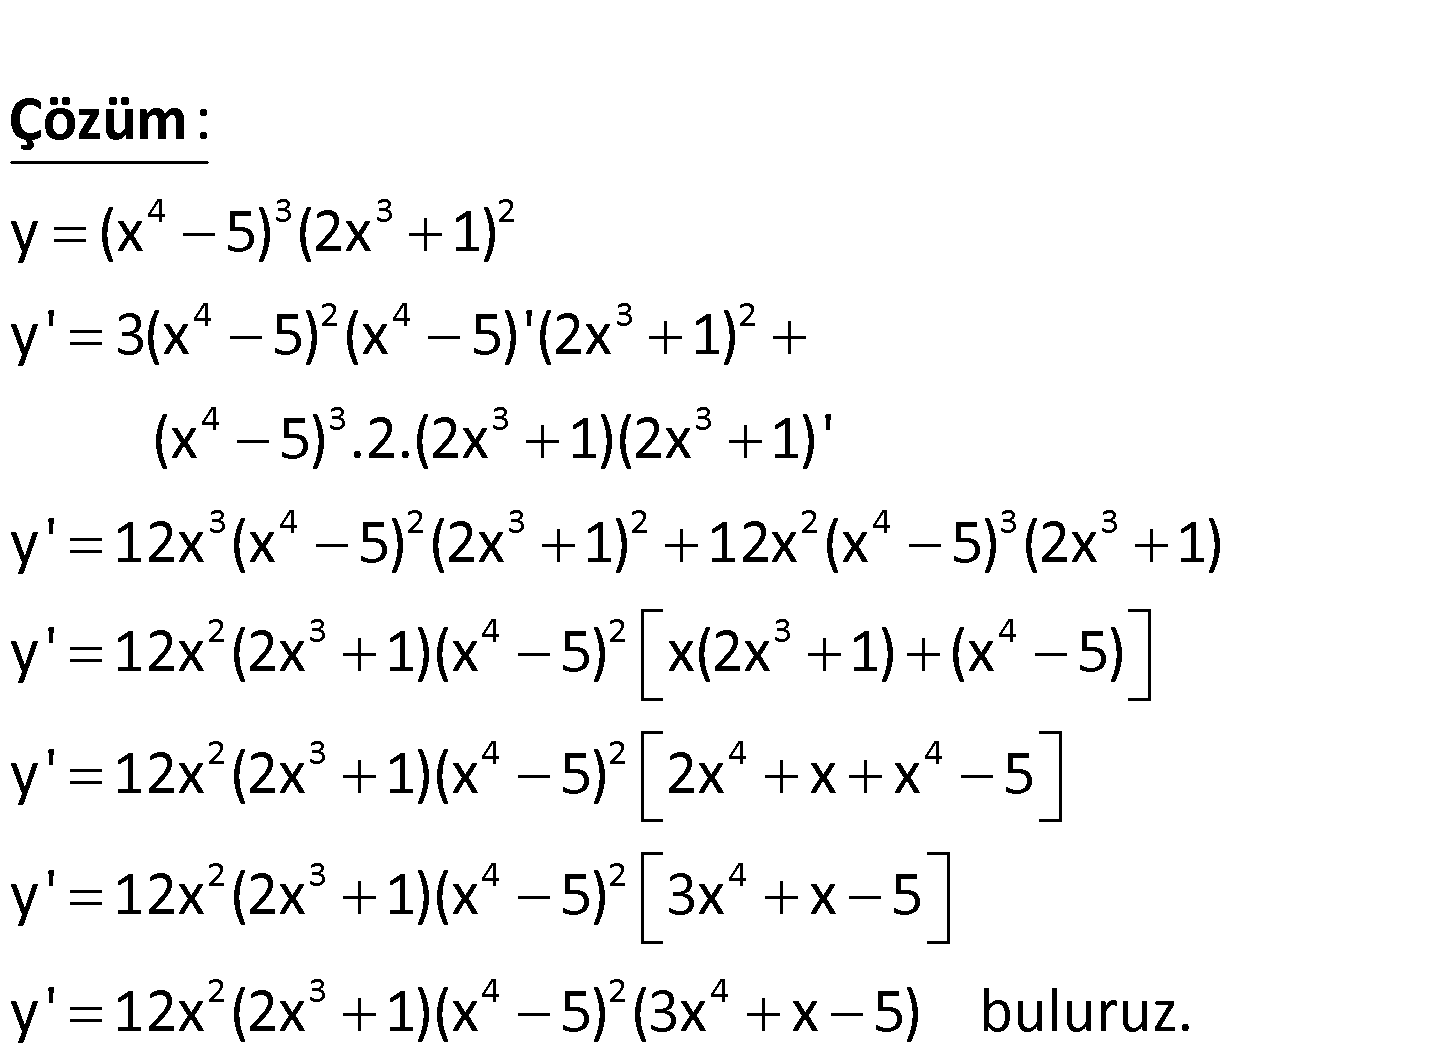 Çözüm:
y = (x⁴ − 5)³(2x³ + 1)²
y' = 3(x⁴ − 5)²(x⁴ − 5)'(2x³ + 1)² +
(x⁴ − 5)³.2.(2x³ + 1)(2x³ + 1)'
y' = 12x³(x⁴ − 5)²(2x³ + 1)² + 12x²(x⁴ − 5)³(2x³ + 1)
y' = 12x²(2x³ + 1)(x⁴ − 5)²[x(2x³ + 1) + (x⁴ − 5)]
y' = 12x²(2x³ + 1)(x⁴ − 5)²[2x⁴ + x + x⁴ − 5]
y' = 12x²(2x³ + 1)(x⁴ − 5)²[3x⁴ + x − 5]
y' = 12x²(2x³ + 1)(x⁴ − 5)²(3x⁴ + x − 5) buluruz.